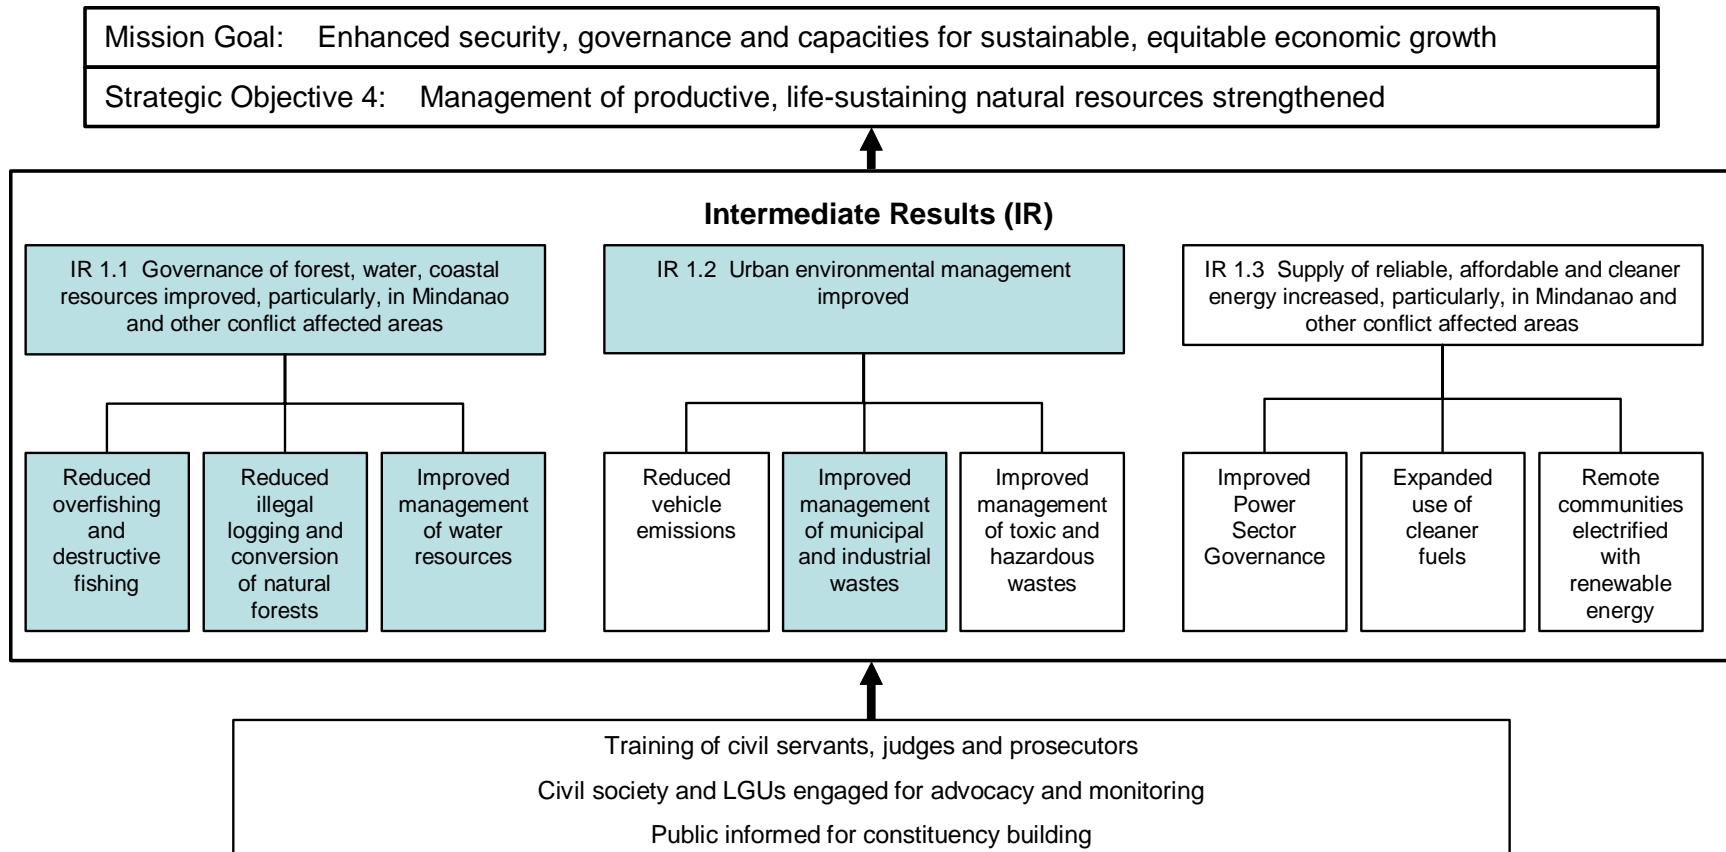 Mission Goal: Enhanced security, governance and capacities for sustainable, equitable economic growth
Strategic Objective 4: Management of productive, life-sustaining natural resources strengthened
Intermediate Results (IR)
IR 1.1 Governance of forest, water, coastal
resources improved, particularly, in Mindanao
and other conflict affected areas
IR 1.2 Urban environmental management
improved
IR 1.3 Supply of reliable, affordable and cleaner
energy increased, particularly, in Mindanao and
other conflict affected areas
Reduced
overfishing
and
destructive
fishing
Reduced
illegal
logging and
conversion
of natural
forests
Improved
management
of water
resources
Reduced
vehicle
emissions
Improved
management
of municipal
and industrial
wastes
Improved
management
of toxic and
hazardous
wastes
Improved
Power
Sector
Governance
Expanded
use of
cleaner
fuels
Remote
communities
electrified
with
renewable
energy
Training of civil servants, judges and prosecutors
Civil society and LGUs engaged for advocacy and monitoring
Public informed for constituency building